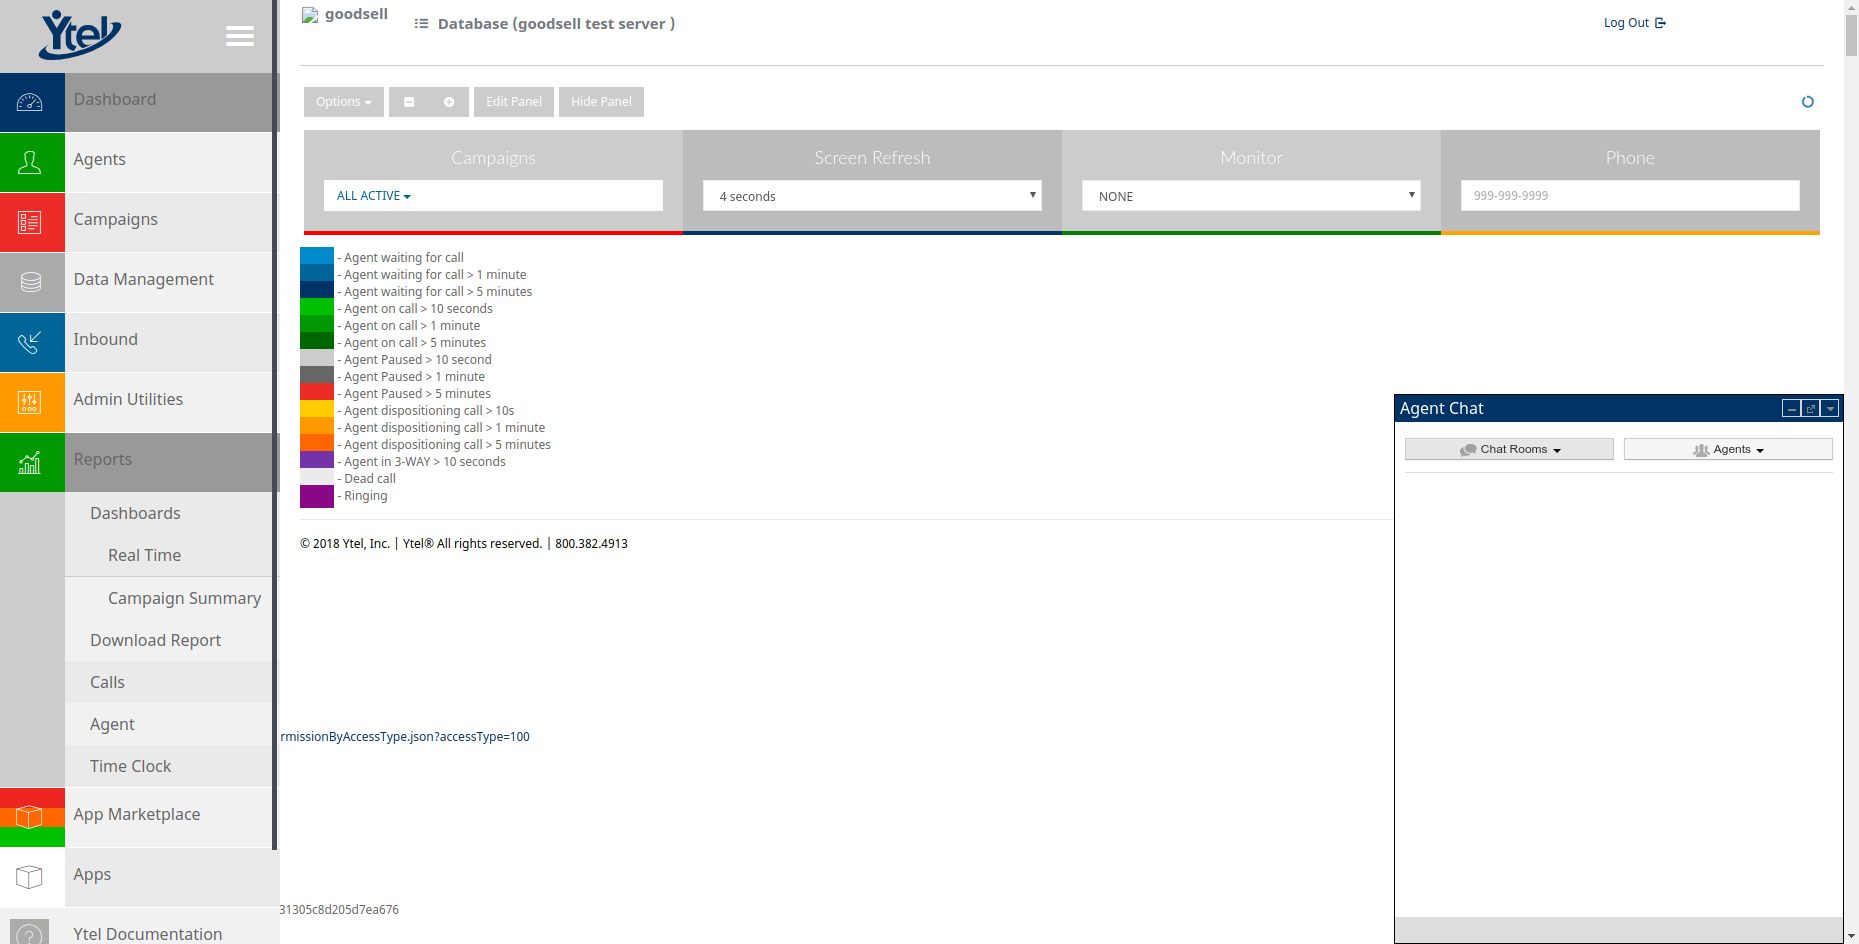 Ytel
goodsell
Database (goodsell test server )
Log Out
Dashboard
Agents
Campaigns
Data Management
Inbound
Admin Utilities
Reports
Dashboards
Real Time
Campaign Summary
Download Report
Calls
Agent
Time Clock
App Marketplace
Apps
? Ytel Documentation
Options
Edit Panel
Hide Panel
Campaigns
ALL ACTIVE
Screen Refresh
4 seconds
Monitor
NONE
Phone
999-999-9999
- Agent waiting for call
- Agent waiting for call > 1 minute
- Agent waiting for call > 5 minutes
- Agent on call > 10 seconds
- Agent on call > 1 minute
- Agent on call > 5 minutes
- Agent Paused > 10 second
- Agent Paused > 1 minute
- Agent Paused > 5 minutes
- Agent dispositioning call > 10s
- Agent dispositioning call > 1 minute
- Agent dispositioning call > 5 minutes
- Agent in 3-WAY > 10 seconds
- Dead call
- Ringing
© 2018 Ytel, Inc. | Ytel® All rights reserved. | 800.382.4913
rmissionByAccessType.json?accessType=100
31305c8d205d7ea676
Agent Chat
Chat Rooms
Agents